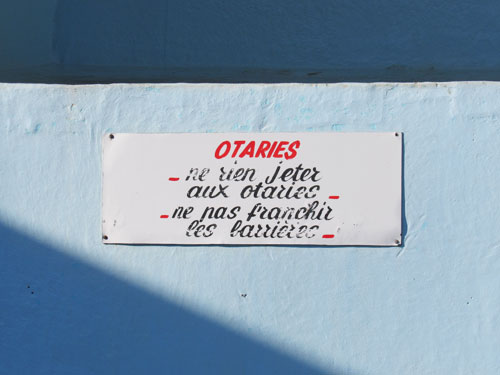 OTARIES
- ne rien jeter
aux otaries -
- ne pas franchir
les barrières -